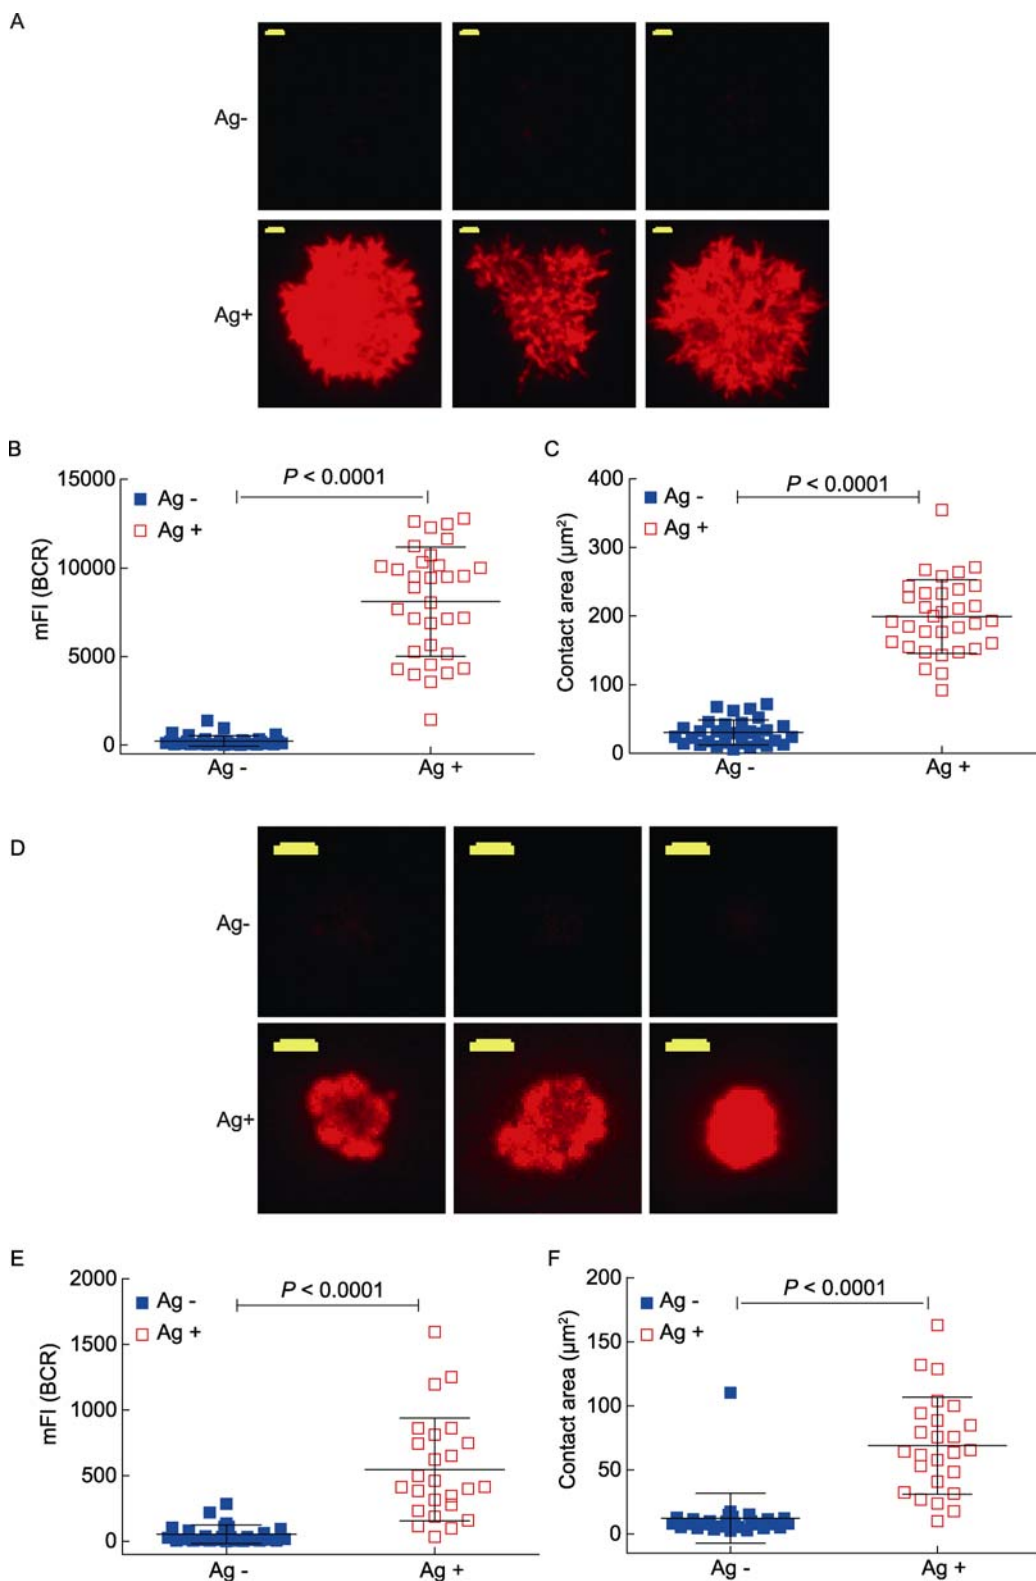 A
Ag-
Ag+
B
15000
10000
5000
0
mFI (BCR)
Ag -
Ag +
P < 0.0001
Ag -
Ag +
C
400
300
200
100
0
Contact area (µm²)
Ag -
Ag +
P < 0.0001
Ag -
Ag +
D
Ag-
Ag+
E
2000
1500
1000
500
0
mFI (BCR)
Ag -
Ag +
P < 0.0001
Ag -
Ag +
F
200
150
100
50
0
Contact area (µm²)
Ag -
Ag +
P < 0.0001
Ag -
Ag +